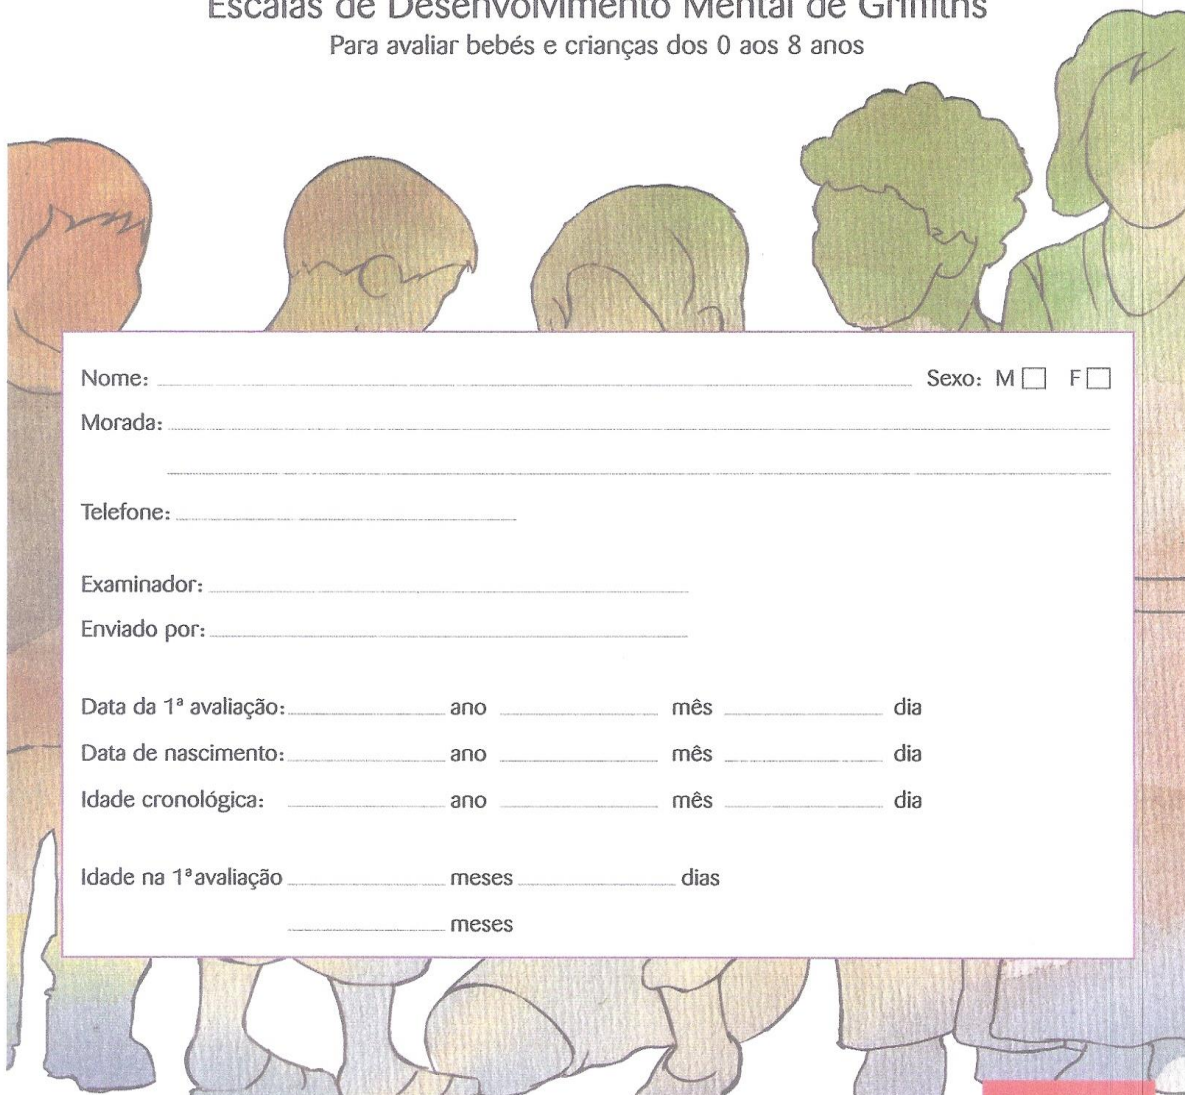 Escalas de Desenvolvimento Mental de Griffiths
Para avaliar bebés e crianças dos 0 aos 8 anos
Nome: Sexo: M F
Morada:
Telefone:
Examinador:
Enviado por:
Data da 1ª avaliação: ano mês dia
Data de nascimento: ano mês dia
Idade cronológica: ano mês dia
Idade na 1ª avaliação meses dias
meses